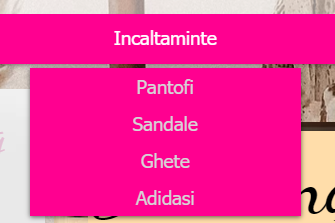 Incaltaminte
Pantofi
Sandale
Ghete
Adidasi